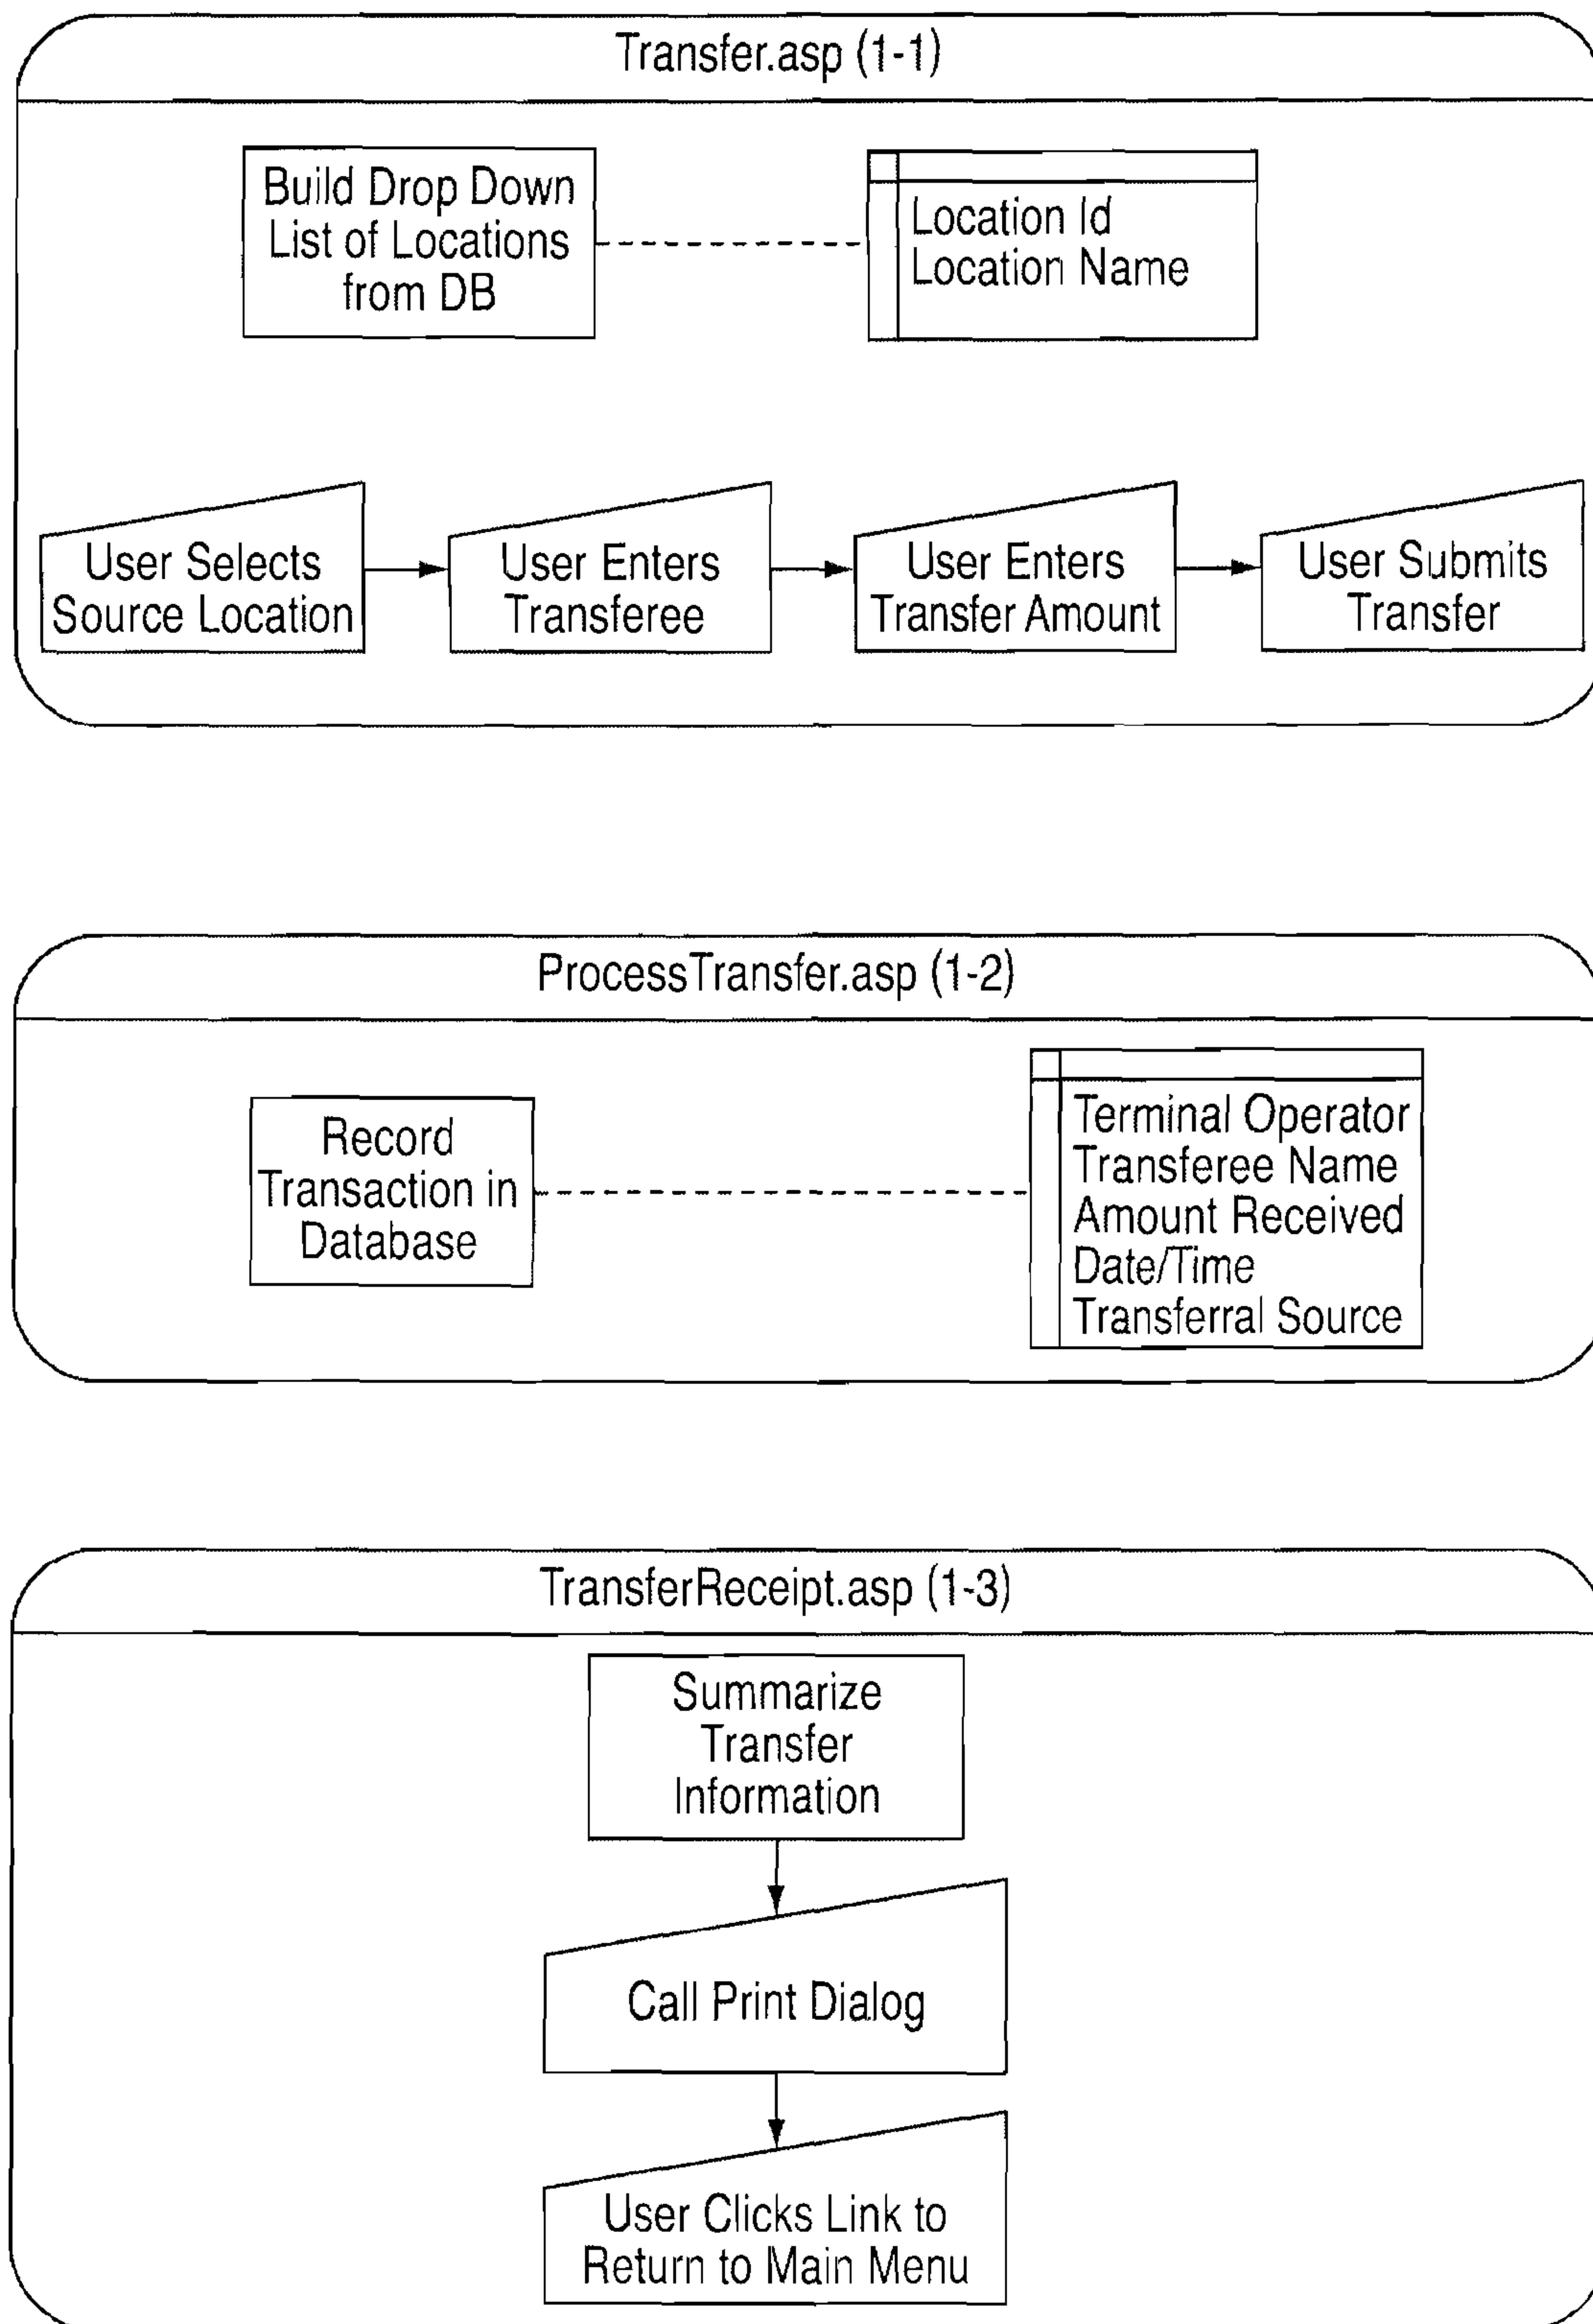 Transfer.asp (1-1)
Build Drop Down
List of Locations
from DB
Location Id
Location Name
User Selects
Source Location
User Enters
Transferee
User Enters
Transfer Amount
User Submits
Transfer
ProcessTransfer.asp (1-2)
Record
Transaction in
Database
Terminal Operator
Transferee Name
Amount Received
Date/Time
Transferral Source
TransferReceipt.asp (1-3)
Summarize
Transfer
Information
Call Print Dialog
User Clicks Link to
Return to Main Menu